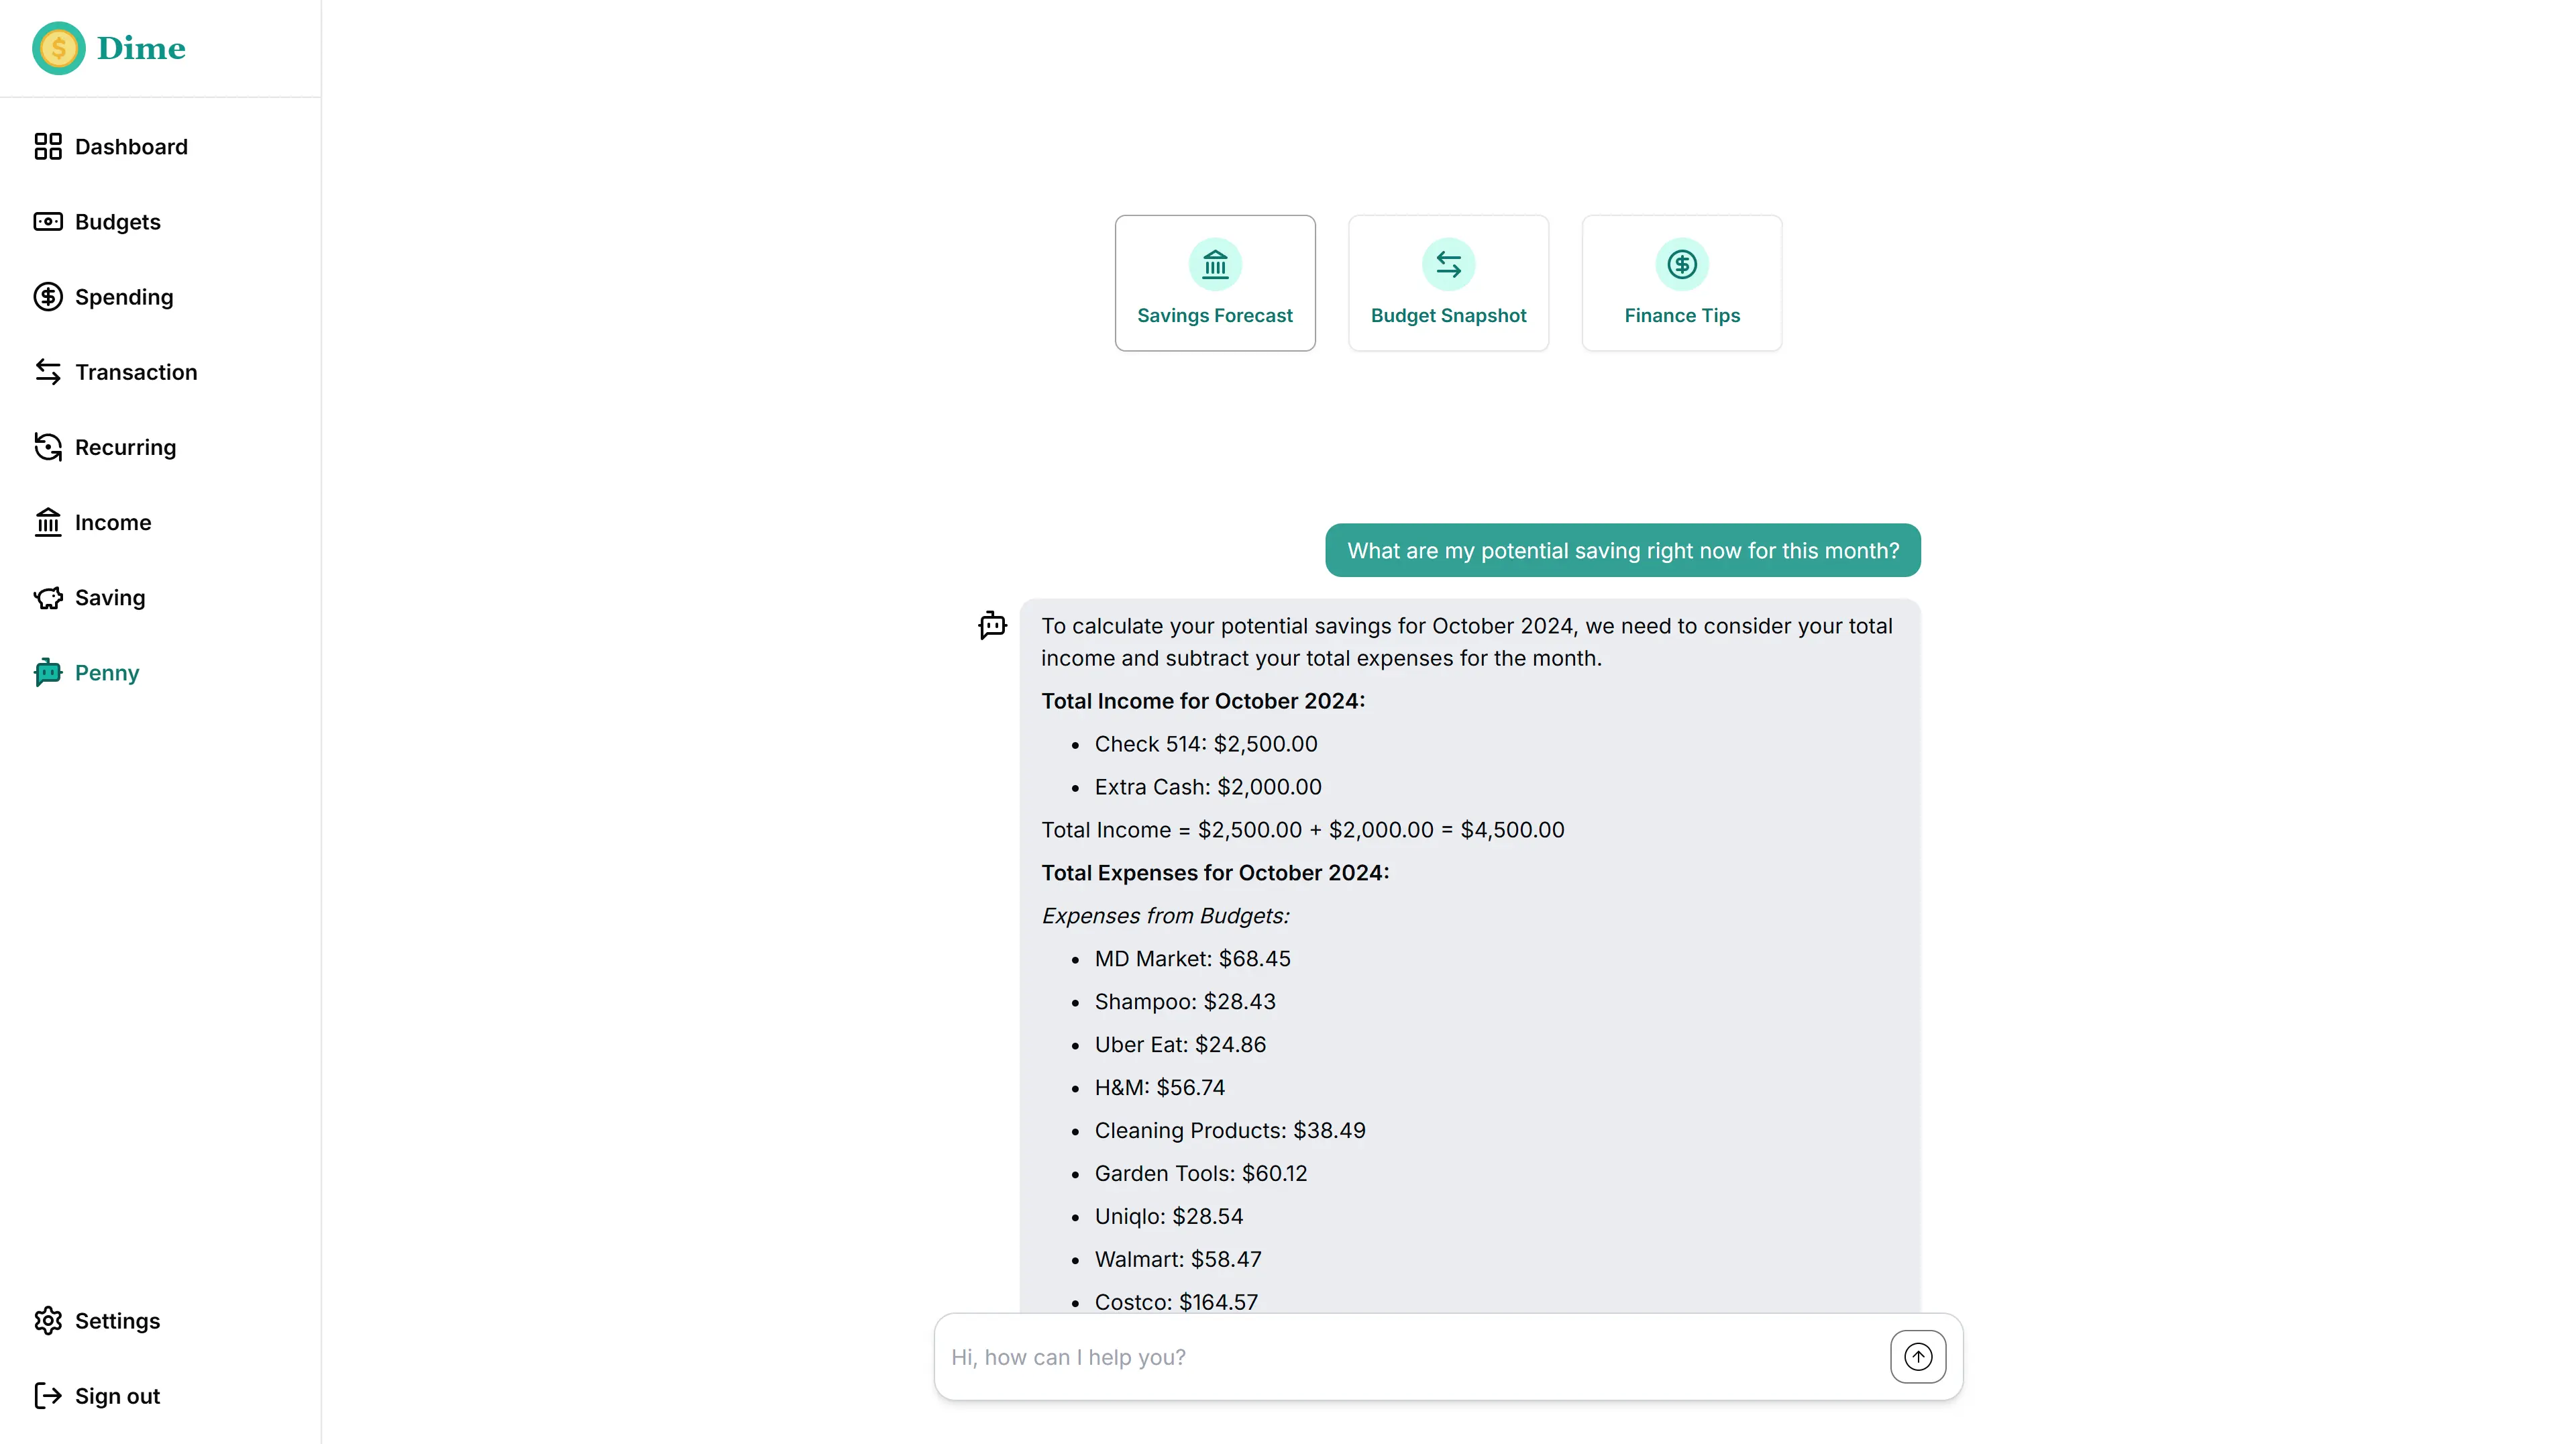 Dime
Dashboard
Budgets
Spending
Transaction
Recurring
Income
Saving
Penny
Settings
Sign out
Savings Forecast
Budget Snapshot
Finance Tips
What are my potential saving right now for this month?
To calculate your potential savings for October 2024, we need to consider your total
income and subtract your total expenses for the month.
Total Income for October 2024:
• Check 514: $2,500.00
• Extra Cash: $2,000.00
Total Income = $2,500.00 + $2,000.00 = $4,500.00
Total Expenses for October 2024:
Expenses from Budgets:
• MD Market: $68.45
• Shampoo: $28.43
• Uber Eat: $24.86
• H&M: $56.74
• Cleaning Products: $38.49
• Garden Tools: $60.12
• Uniqlo: $28.54
• Walmart: $58.47
• Costco: $164.57
Hi, how can I help you?